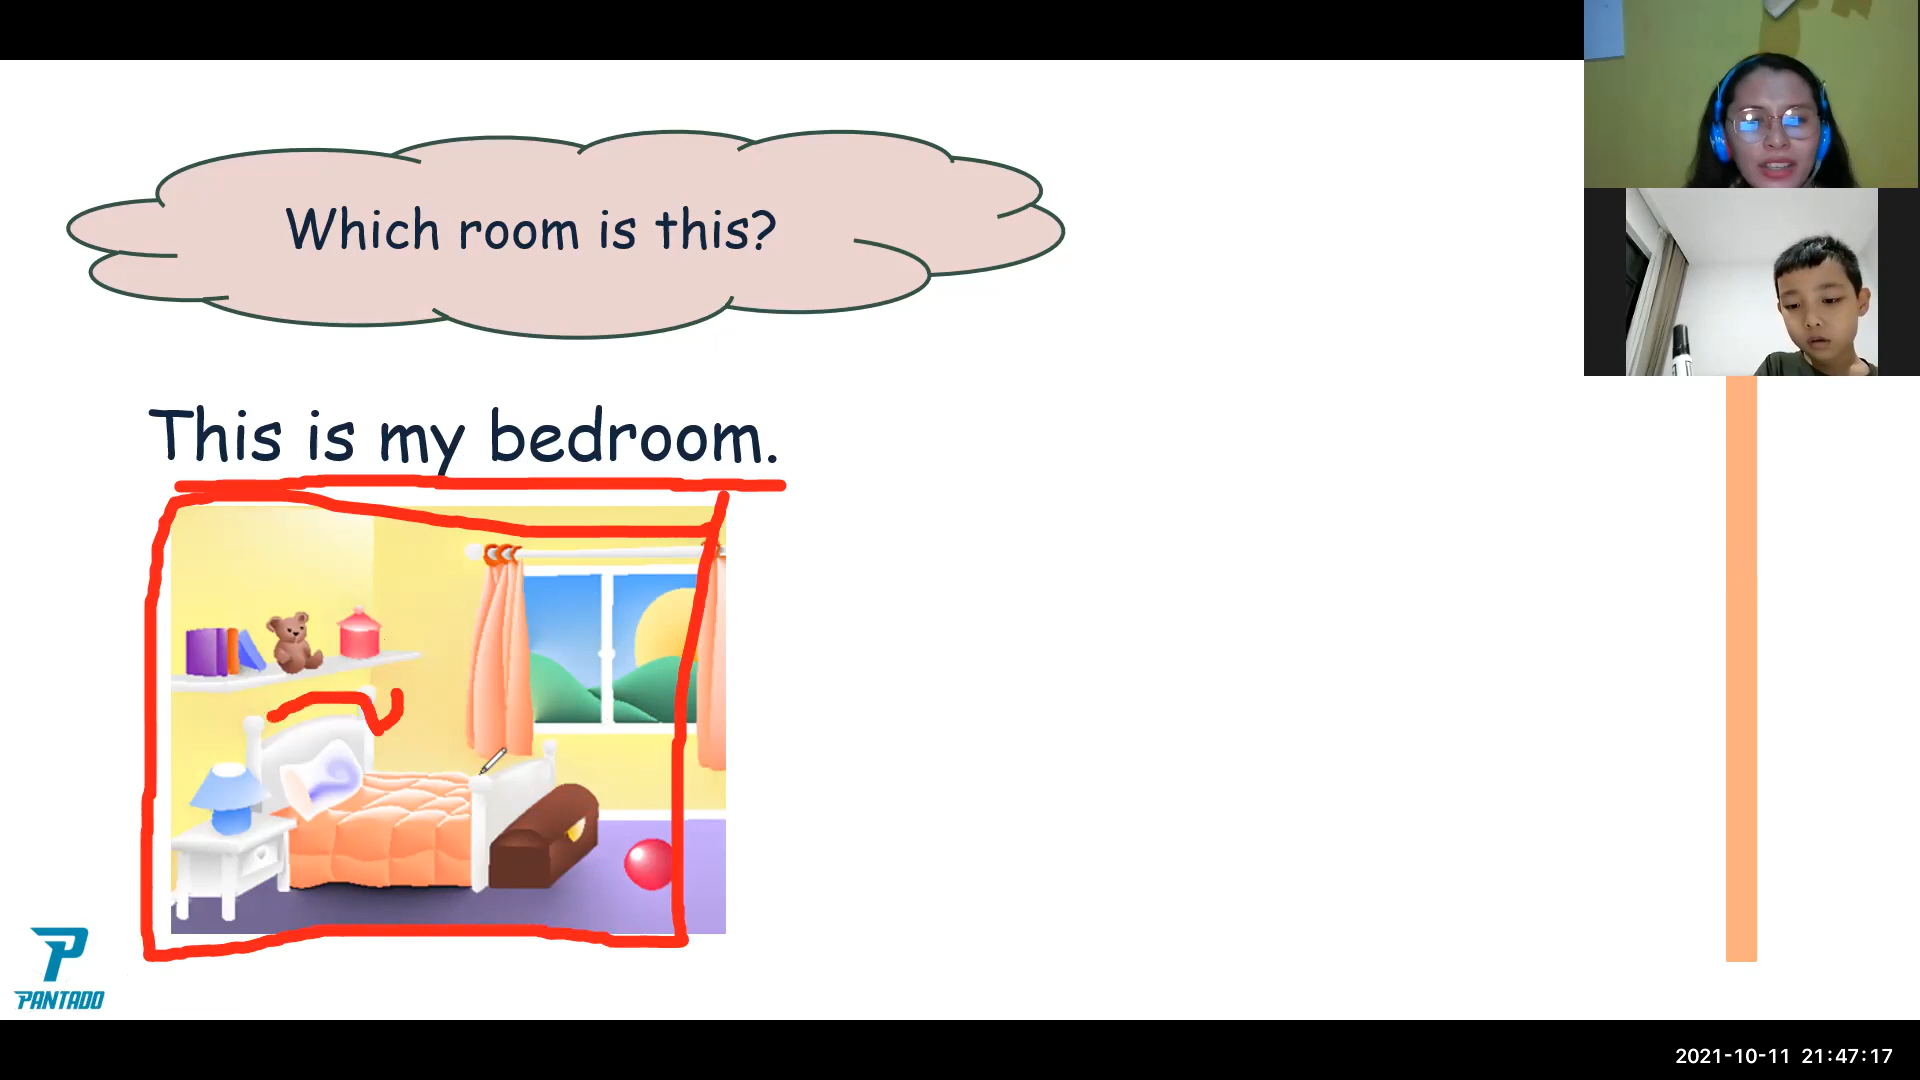 Which room is this?
This is my bedroom.
PANTADO
2021-10-11 21:47:17